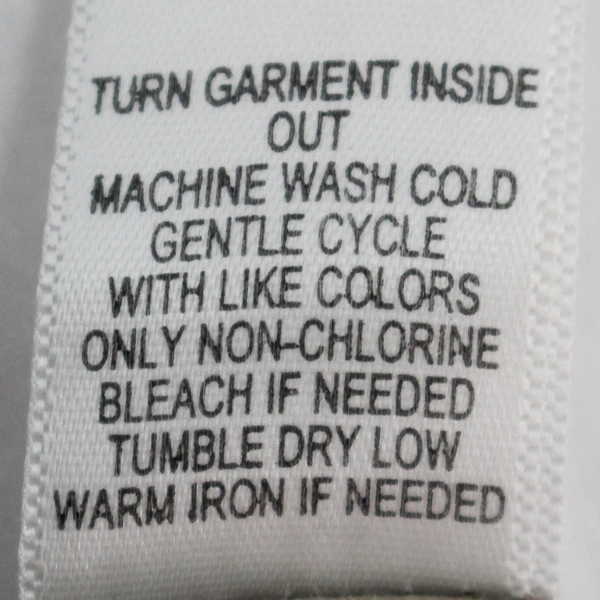 TURN GARMENT INSIDE
OUT
MACHINE WASH COLD
GENTLE CYCLE
WITH LIKE COLORS
ONLY NON-CHLORINE
BLEACH IF NEEDED
TUMBLE DRY LOW
WARM IRON IF NEEDED